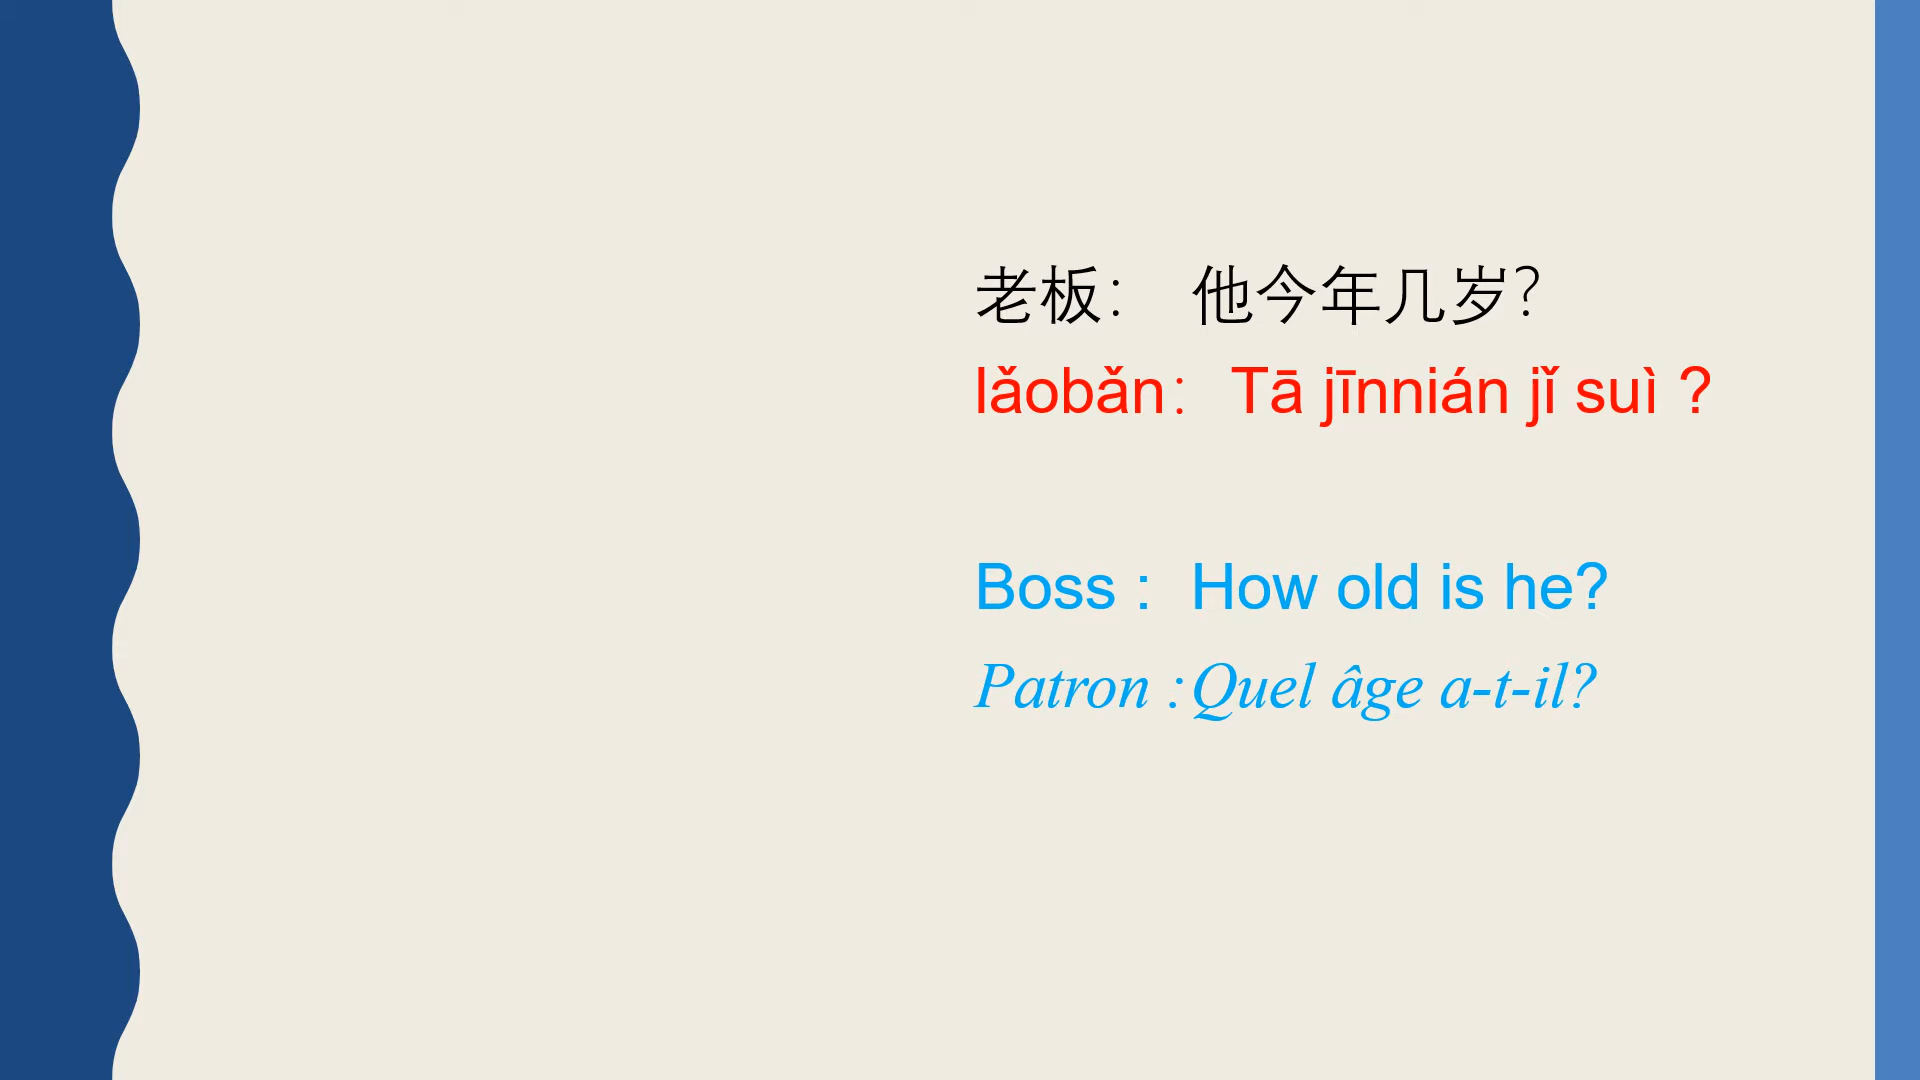 老板： 他今年几岁？
lǎobǎn： Tā jīnnián jǐ suì ?
Boss : How old is he?
Patron :Quel âge a-t-il?